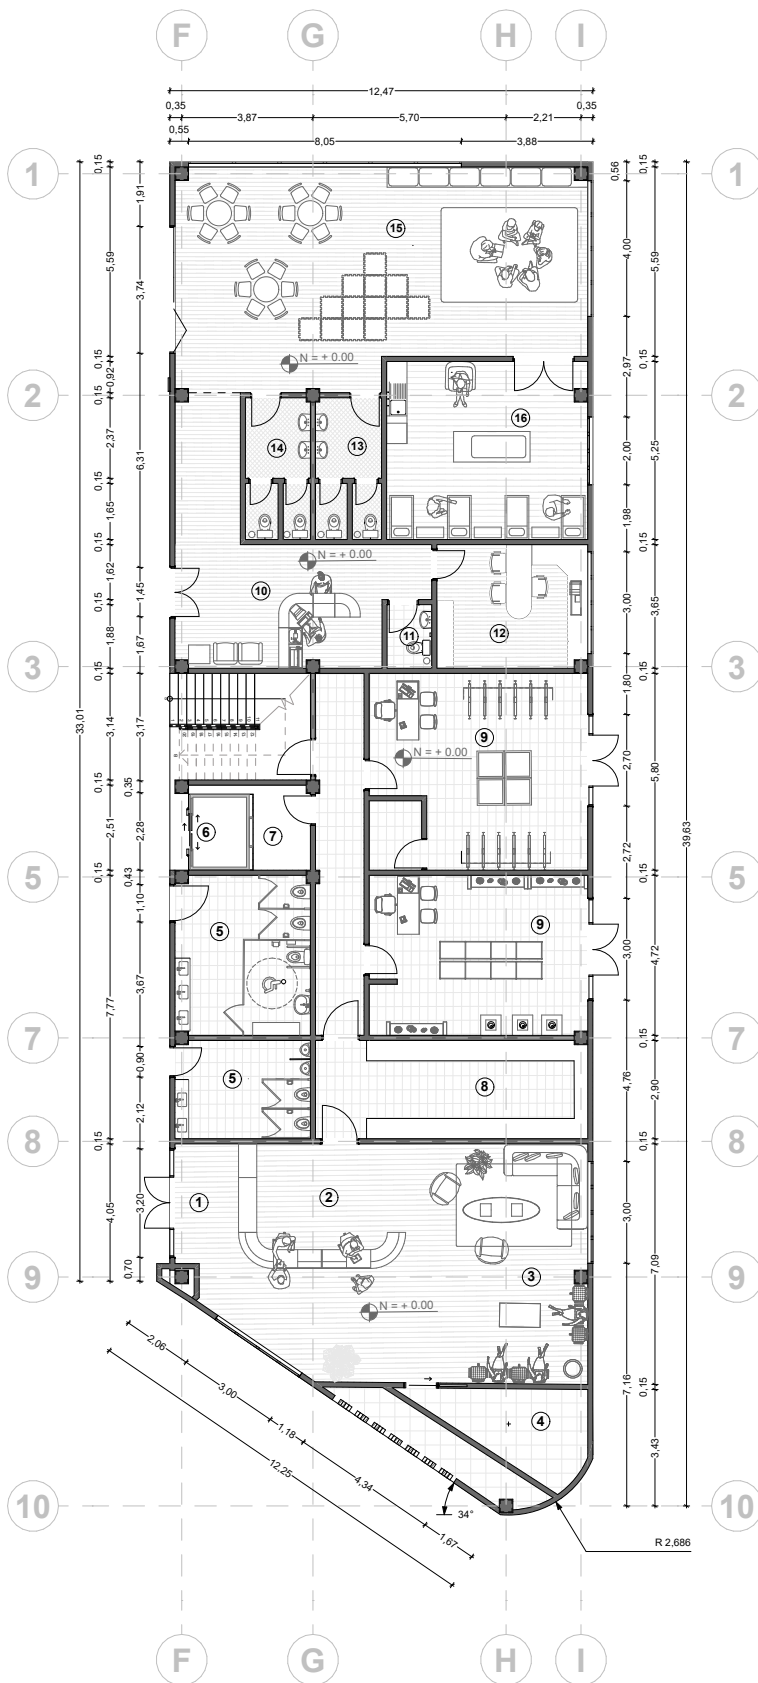 F G H I
12,47
0,35 3,87 5,70 2,21 0,35
0,55 8,05 3,88
1 1
0,15 1,91 0,56 0,15
5,59 3,74 4,00 5,59
15
N = + 0.00
0,15 0,92 0,15 2,97 0,15
2 2
16
14 13
2,37 6,31 2,00 5,25
0,15 1,65 1,98
0,15 0,15
N = + 0.00
10
1,62 1,45 3,00 3,65
0,15 1,88 1,67
11 12
3 3
0,15 1,80 0,15
33,01 3,14 3,17 2,70 5,80
9
N = + 0.00
0,15 0,35
39,63
6 7
2,51 2,28 2,72
5 5
0,15 0,43 0,15
1,10
5 9
3,00 4,72
7,77 3,67
7 7
0,15
0,90 4,76
5 8
2,12 2,90
8 8
0,15 0,15
1 2
4,05 3,20 3,00
7,09
9 3 9
0,70
N = + 0.00
2,06
3,00
7,16 0,15
1,18
4
3,43
12,25
4,34
10 10
34°
1,67
R 2,686
F G H I